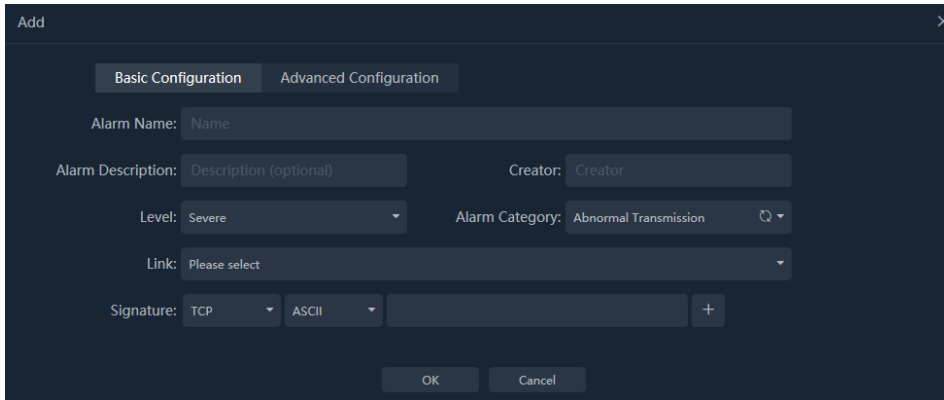 Add
Basic Configuration Advanced Configuration
Alarm Name: Name
Alarm Description: Description (optional) Creator: Creator
Level: Severe Alarm Category: Abnormal Transmission
Link: Please select
Signature: TCP ASCII +
OK Cancel